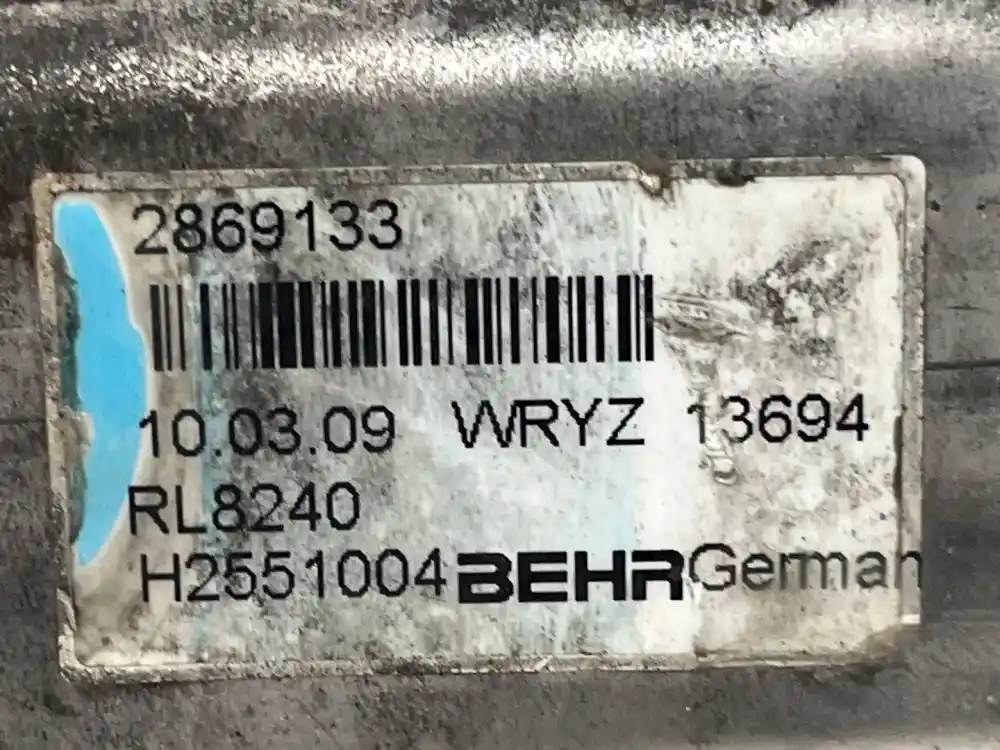 2869133
10.03.09 WRYZ 13694
RL8240
H2551004 BEHR German